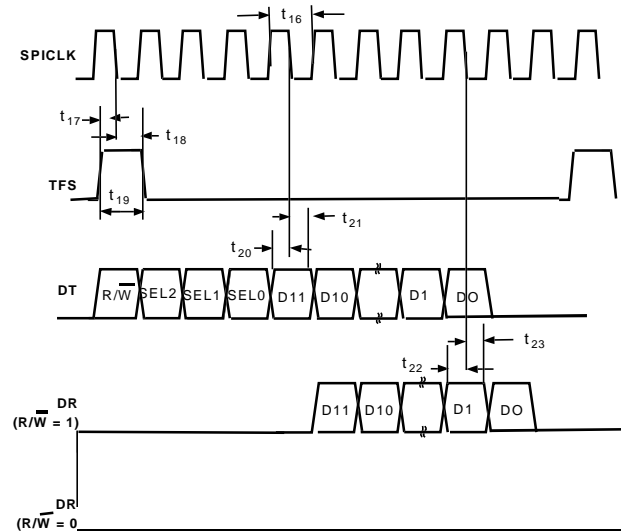 t16
SPICLK
t17
t18
TFS
t19
t21
t20
DT
R/W̅ SEL2 SEL1 SEL0 D11 D10 D1 DO
t23
t22
DR
(R/W̅ = 1)
D11 D10 D1 DO
DR
(R/W̅ = 0